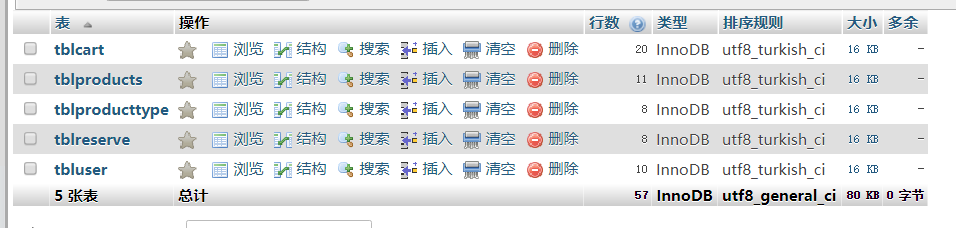 表 操作 行数 类型 排序规则 大小 多余
tblcart 浏览 结构 搜索 插入 清空 删除 20 InnoDB utf8_turkish_ci 16 KB -
tblproducts 浏览 结构 搜索 插入 清空 删除 11 InnoDB utf8_turkish_ci 16 KB -
tblproducttype 浏览 结构 搜索 插入 清空 删除 8 InnoDB utf8_turkish_ci 16 KB -
tblreserve 浏览 结构 搜索 插入 清空 删除 8 InnoDB utf8_turkish_ci 16 KB -
tbluser 浏览 结构 搜索 插入 清空 删除 10 InnoDB utf8_turkish_ci 16 KB -
5 张表 总计 57 InnoDB utf8_general_ci 80 KB 0 字节